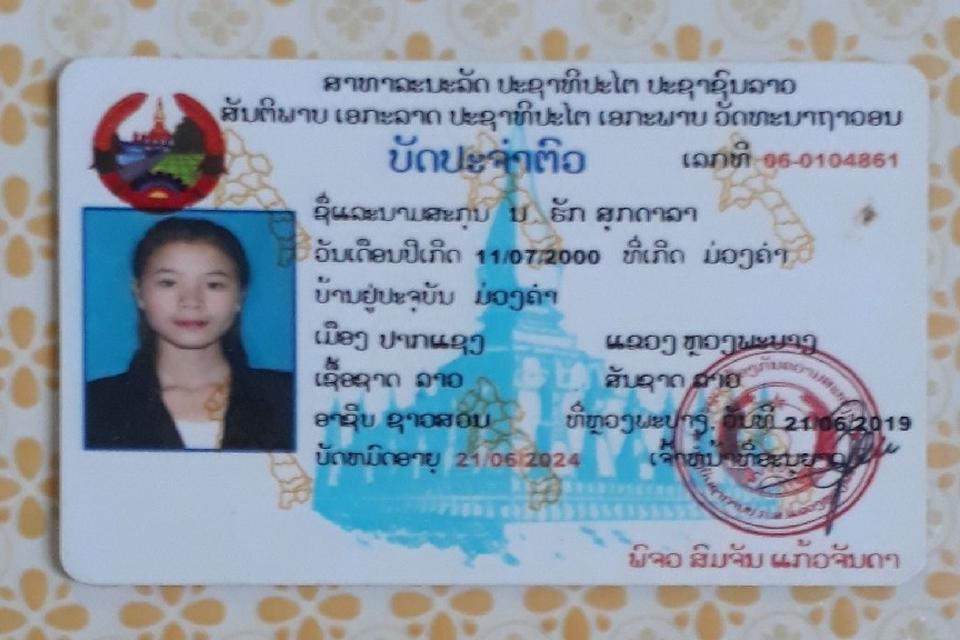 ສາທາລະນະລັດ ປະຊາທິປະໄຕ ປະຊາຊົນລາວ
ສັນຕິພາບ ເອກະລາດ ປະຊາທິປະໄຕ ເອກະພາບ ວັດທະນາຖາວອນ
ບັດປະຈຳຕົວ ເລກທີ 06-0104861
ຊື່ແລະນາມສະກຸນ ນ. ຮັກ ສຸກດາລາ
ວັນເດືອນປີເກີດ 11/07/2000 ທີ່ເກີດ ມ່ອງຄຳ
ບ້ານຢູ່ປະຈຸບັນ ມ່ອງຄຳ
ເມືອງ ປາກແຊງ ແຂວງ ຫຼວງພະບາງ
ເຊື້ອຊາດ ລາວ ສັນຊາດ ລາວ
ອາຊີບ ຊາວສວນ ທີ່ຫຼວງພະບາງ, ວັນທີ 21/06/2019
ບັດຫມົດອາຍຸ 21/06/2024 ເຈົ້າຫນ້າທີ່ອະນຸຍາດ
ພັຈວ ສົມຈັນ ແກ້ວຈັນດາ